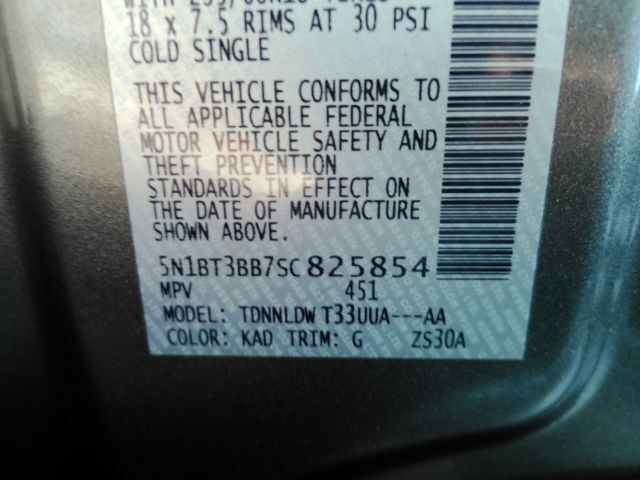 18 x 7.5 RIMS AT 30 PSI
COLD SINGLE
THIS VEHICLE CONFORMS TO
ALL APPLICABLE FEDERAL
MOTOR VEHICLE SAFETY AND
THEFT PREVENTION
STANDARDS IN EFFECT ON
THE DATE OF MANUFACTURE
SHOWN ABOVE.
5N1BT3BB7SC825854
MPV 451
MODEL: TDNNLDW T33UUA---AA
COLOR: KAD TRIM: G ZS30A